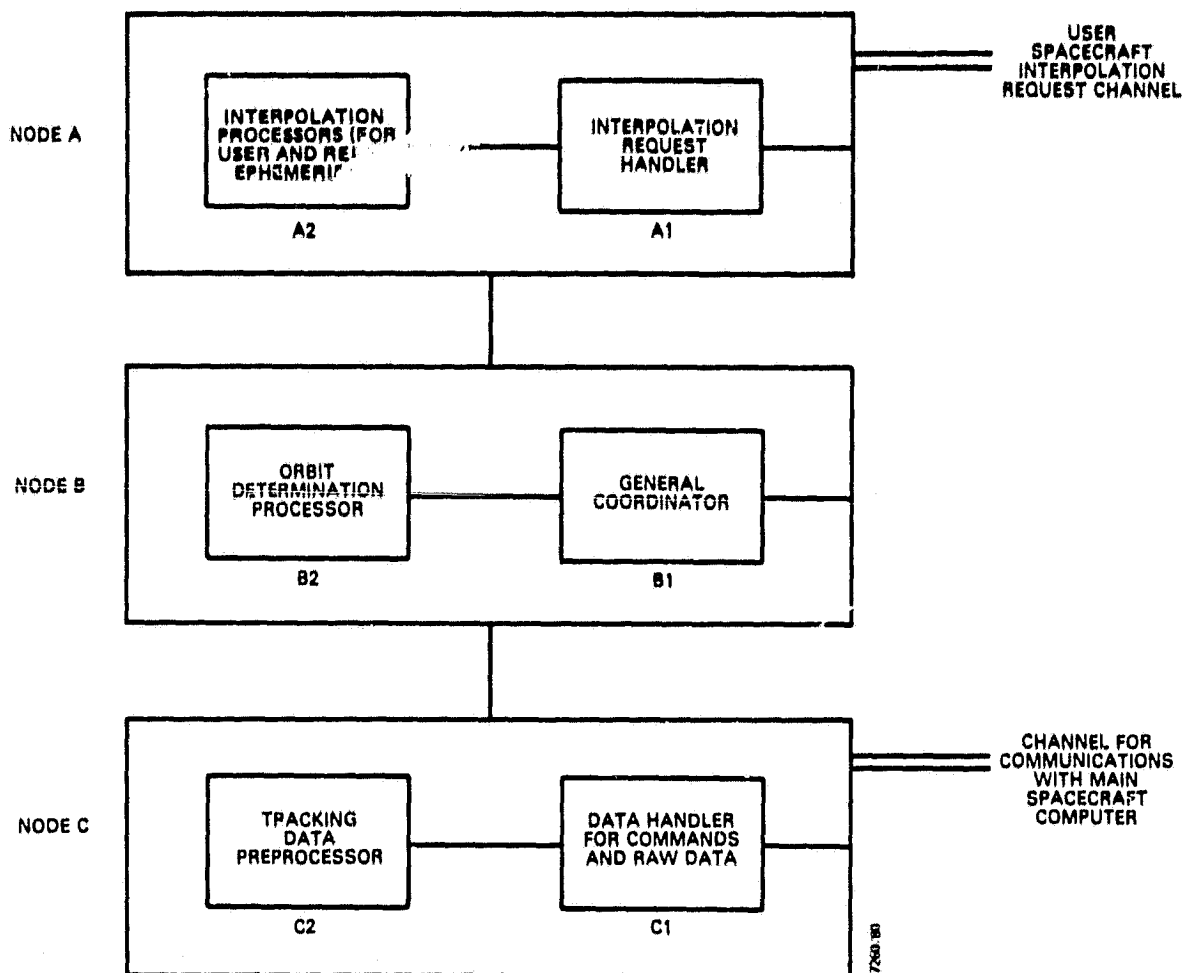 USER
SPACECRAFT
INTERPOLATION
REQUEST CHANNEL
NODE A
INTERPOLATION
PROCESSORS (FOR
USER AND
INTERPOLATION
REQUEST
HANDLER
A2
A1
NODE B
ORBIT
DETERMINATION
PROCESSOR
GENERAL
COORDINATOR
B2
B1
CHANNEL FOR
COMMUNICATIONS
WITH MAIN
SPACECRAFT
COMPUTER
NODE C
TRACKING
DATA
PREPROCESSOR
DATA HANDLER
FOR COMMANDS
AND RAW DATA
C2
C1